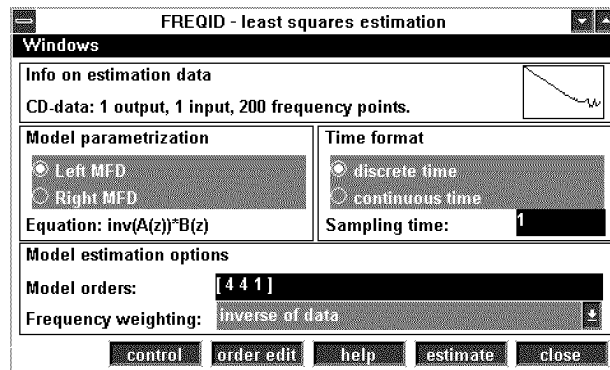 FREQID - least squares estimation
Windows
Info on estimation data
CD-data: 1 output, 1 input, 200 frequency points.
Model parametrization
Left MFD
Right MFD
Equation: inv(A(z))*B(z)
Time format
discrete time
continuous time
Sampling time: 1
Model estimation options
Model orders: [ 4 4 1 ]
Frequency weighting: inverse of data
control order edit help estimate close